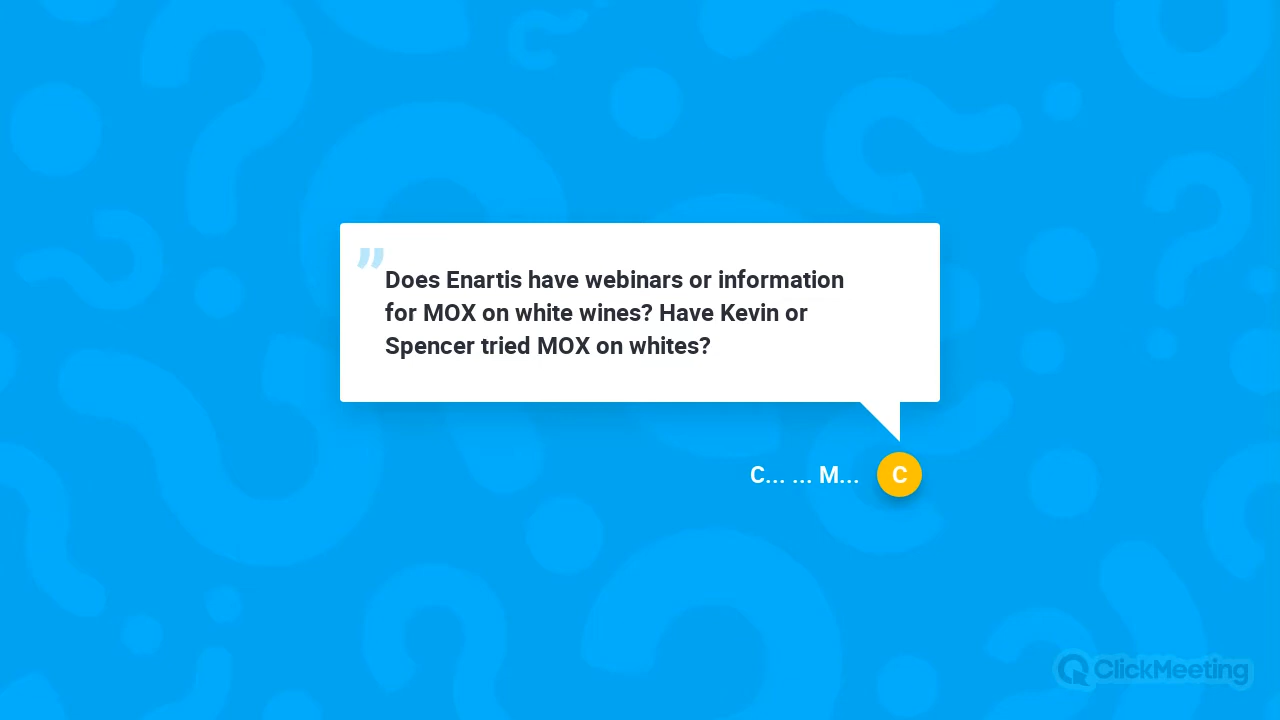 ”
Does Enartis have webinars or information
for MOX on white wines? Have Kevin or
Spencer tried MOX on whites?
C... ... M...
C
ClickMeeting